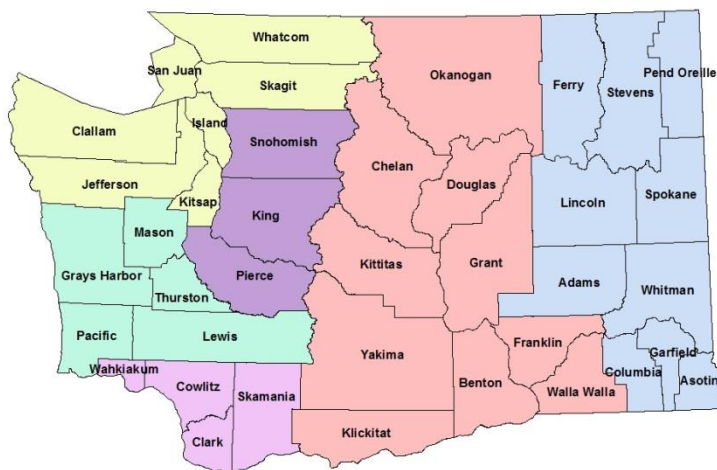 Whatcom
San Juan
Skagit
Okanogan
Ferry
Stevens
Pend Oreille
Clallam
Island
Snohomish
Chelan
Douglas
Jefferson
Kitsap
King
Lincoln
Spokane
Mason
Grays Harbor
Kittitas
Grant
Thurston
Pierce
Adams
Whitman
Pacific
Lewis
Yakima
Franklin
Garfield
Wahkiakum
Cowlitz
Skamania
Benton
Walla Walla
Columbia
Asotin
Clark
Klickitat